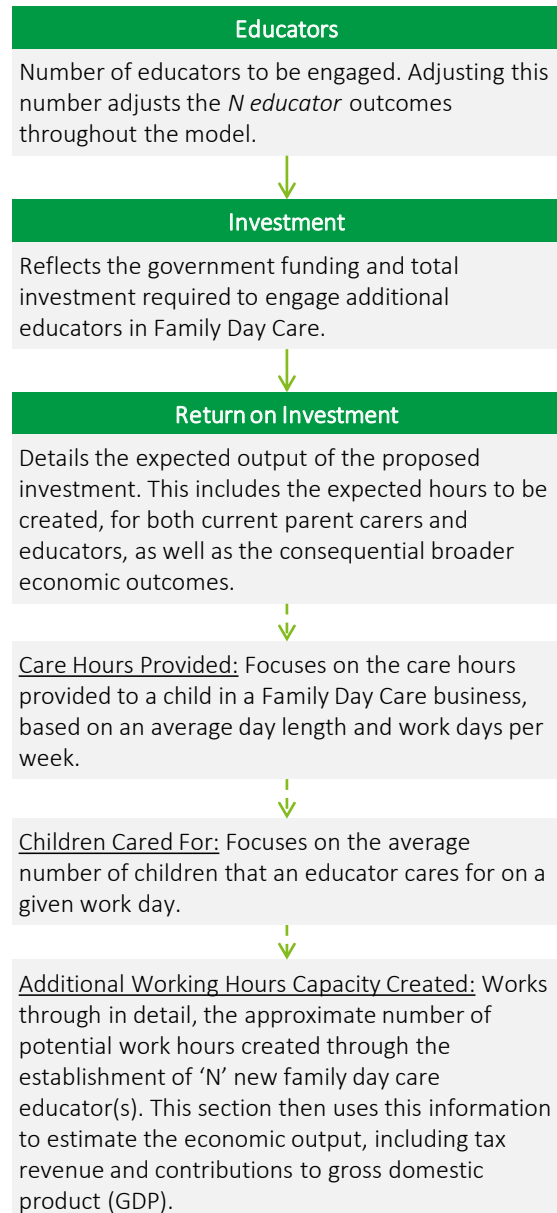 Educators
Number of educators to be engaged. Adjusting this
number adjusts the N educator outcomes
throughout the model.
Investment
Reflects the government funding and total
investment required to engage additional
educators in Family Day Care.
Return on Investment
Details the expected output of the proposed
investment. This includes the expected hours to be
created, for both current parent carers and
educators, as well as the consequential broader
economic outcomes.
Care Hours Provided: Focuses on the care hours
provided to a child in a Family Day Care business,
based on an average day length and work days per
week.
Children Cared For: Focuses on the average
number of children that an educator cares for on a
given work day.
Additional Working Hours Capacity Created: Works
through in detail, the approximate number of
potential work hours created through the
establishment of ‘N’ new family day care
educator(s). This section then uses this information
to estimate the economic output, including tax
revenue and contributions to gross domestic
product (GDP).